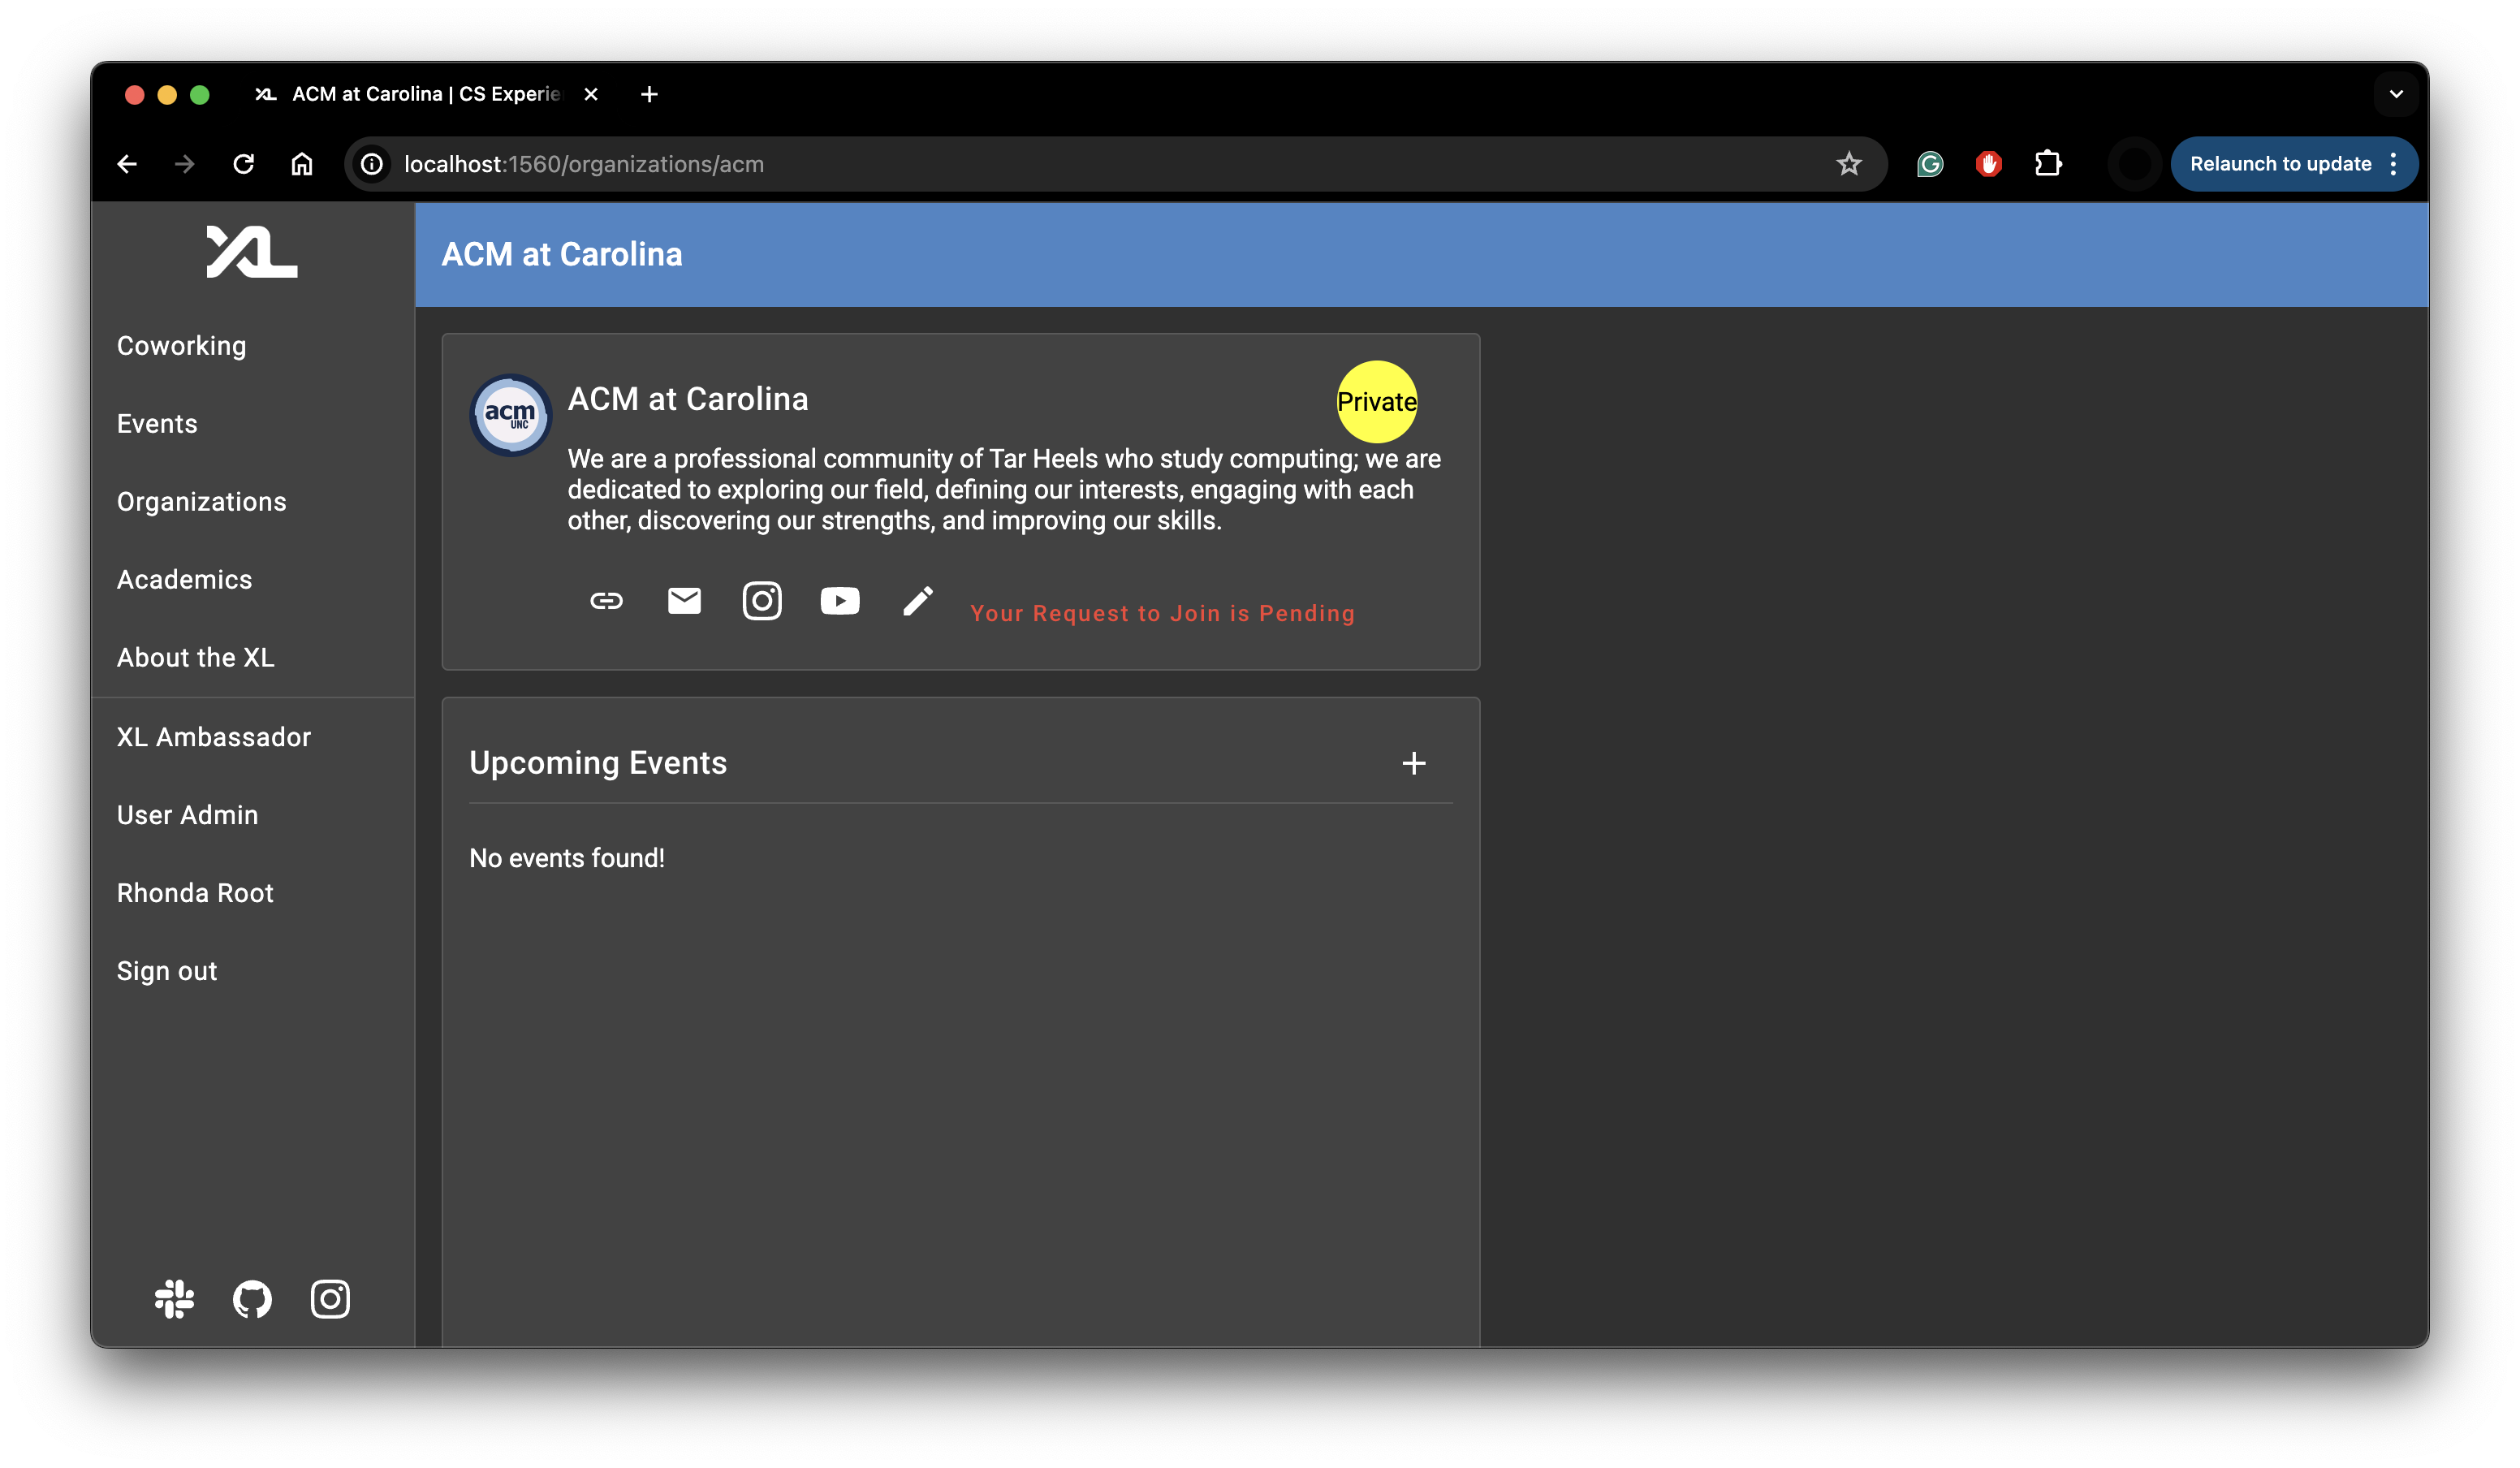 ACM at Carolina | CS Experie
localhost:1560/organizations/acm
Relaunch to update
XL
ACM at Carolina
Coworking
Events
Organizations
Academics
About the XL
XL Ambassador
User Admin
Rhonda Root
Sign out
acm
UNC
ACM at Carolina
Private
We are a professional community of Tar Heels who study computing; we are
dedicated to exploring our field, defining our interests, engaging with each
other, discovering our strengths, and improving our skills.
Your Request to Join is Pending
Upcoming Events
No events found!